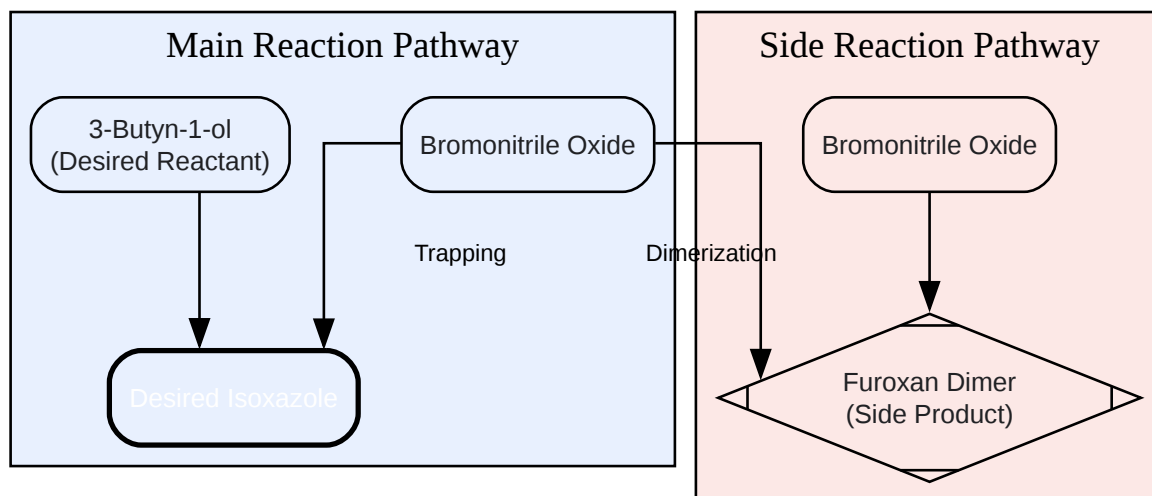 Main Reaction Pathway
Side Reaction Pathway
3-Butyn-1-ol
(Desired Reactant)
Bromonitrile Oxide
Bromonitrile Oxide
Trapping
Dimerization
Desired Isoxazole
Furoxan Dimer
(Side Product)